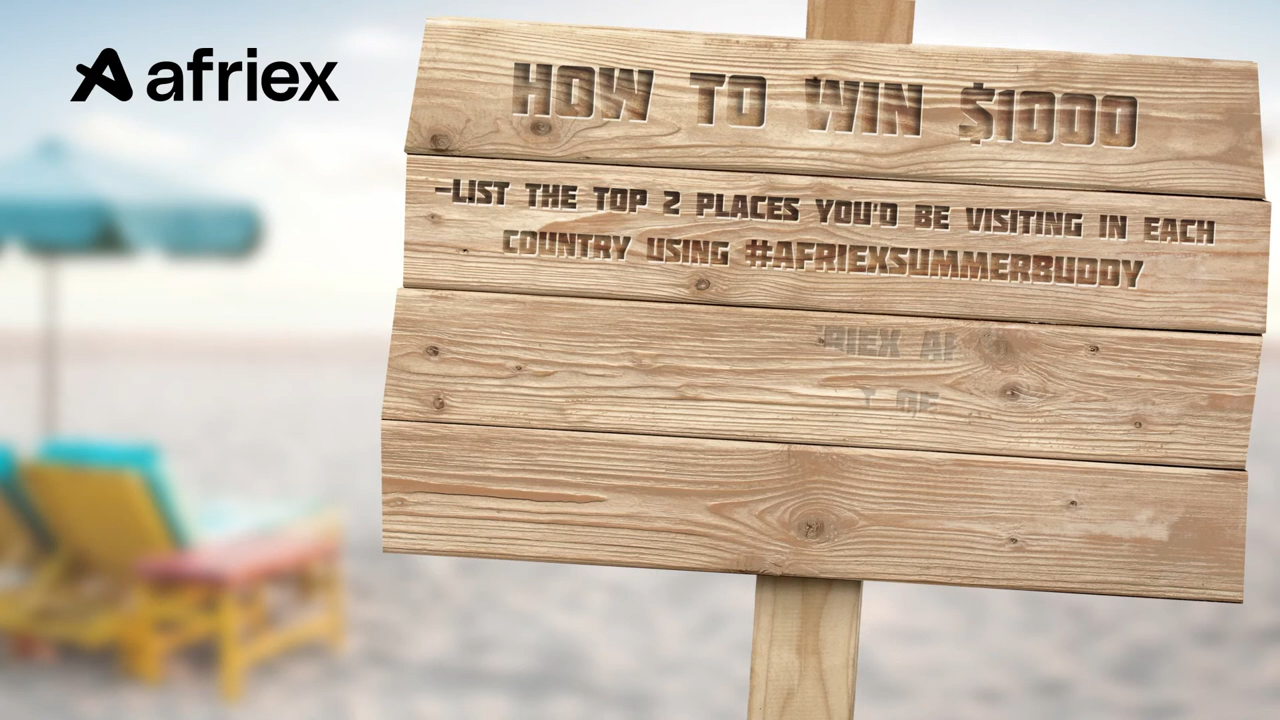 afriex
HOW TO WIN $1000
-LIST THE TOP 2 PLACES YOU'D BE VISITING IN EACH
COUNTRY USING #AFRIEXSUMMERBUDDY